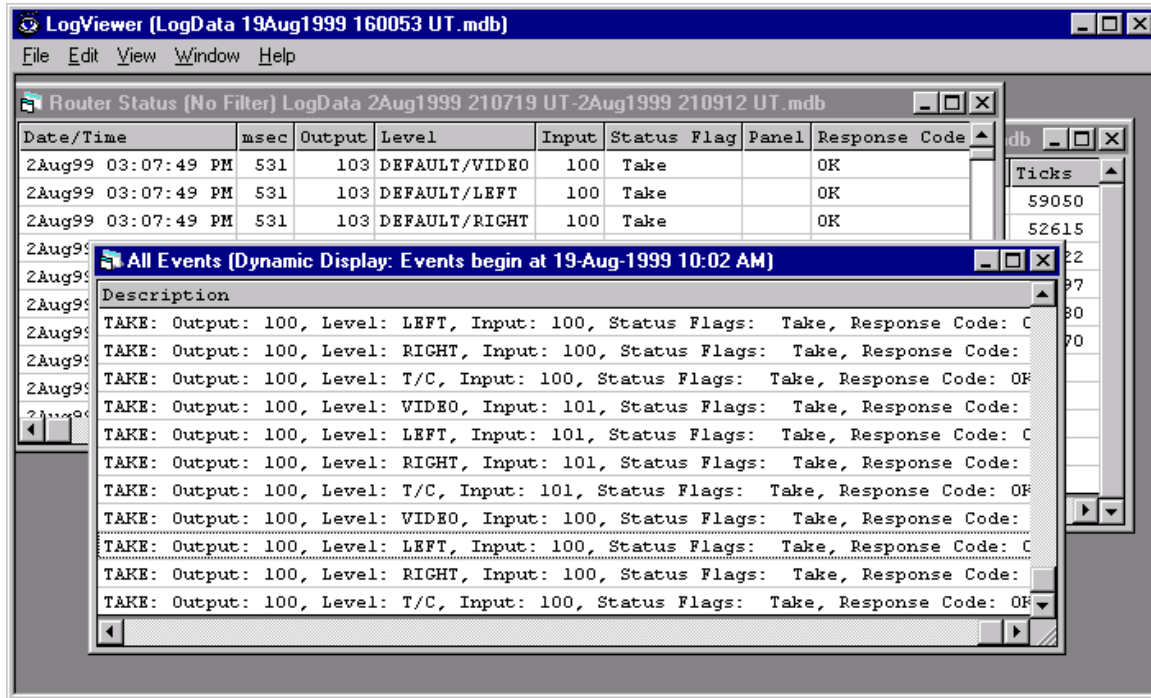 LogViewer (LogData 19Aug1999 160053 UT.mdb)
File Edit View Window Help
Router Status (No Filter) LogData 2Aug1999 210719 UT-2Aug1999 210912 UT.mdb
Date/Time msec Output Level Input Status Flag Panel Response Code
2Aug99 03:07:49 PM 531 103 DEFAULT/VIDEO 100 Take OK
2Aug99 03:07:49 PM 531 103 DEFAULT/LEFT 100 Take OK
2Aug99 03:07:49 PM 531 103 DEFAULT/RIGHT 100 Take OK
Ticks
59050
52615
All Events (Dynamic Display: Events begin at 19-Aug-1999 10:02 AM)
Description
TAKE: Output: 100, Level: LEFT, Input: 100, Status Flags: Take, Response Code:
TAKE: Output: 100, Level: RIGHT, Input: 100, Status Flags: Take, Response Code:
TAKE: Output: 100, Level: T/C, Input: 100, Status Flags: Take, Response Code: OK
TAKE: Output: 100, Level: VIDEO, Input: 101, Status Flags: Take, Response Code:
TAKE: Output: 100, Level: LEFT, Input: 101, Status Flags: Take, Response Code:
TAKE: Output: 100, Level: RIGHT, Input: 101, Status Flags: Take, Response Code:
TAKE: Output: 100, Level: T/C, Input: 101, Status Flags: Take, Response Code: OK
TAKE: Output: 100, Level: VIDEO, Input: 100, Status Flags: Take, Response Code:
TAKE: Output: 100, Level: LEFT, Input: 100, Status Flags: Take, Response Code:
TAKE: Output: 100, Level: RIGHT, Input: 100, Status Flags: Take, Response Code:
TAKE: Output: 100, Level: T/C, Input: 100, Status Flags: Take, Response Code: OK